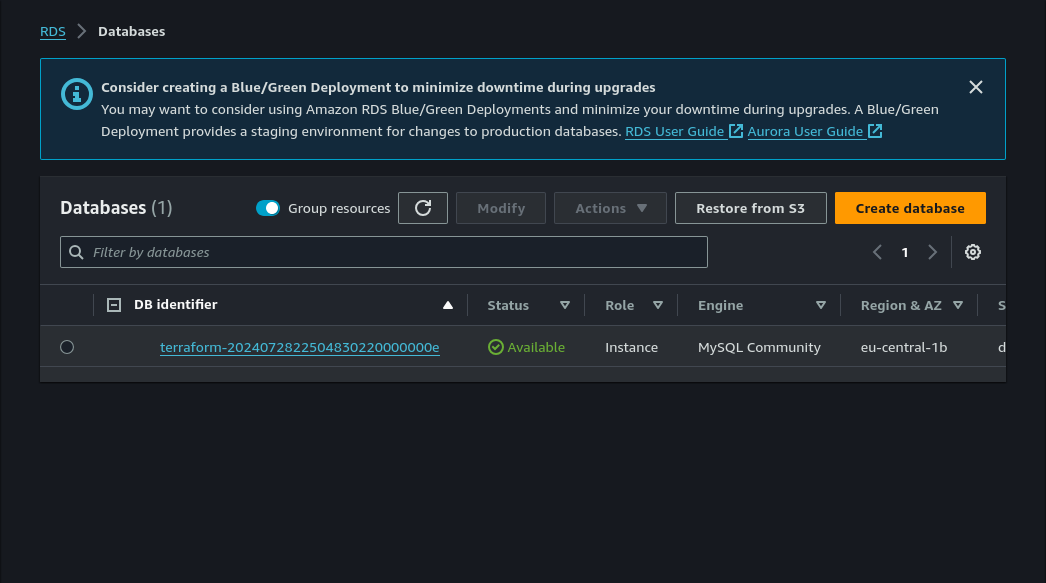 RDS > Databases
Consider creating a Blue/Green Deployment to minimize downtime during upgrades
You may want to consider using Amazon RDS Blue/Green Deployments and minimize your downtime during upgrades. A Blue/Green
Deployment provides a staging environment for changes to production databases. RDS User Guide Aurora User Guide
Databases (1) Group resources Modify Actions Restore from S3 Create database
Filter by databases 1
DB identifier Status Role Engine Region & AZ S
terraform-20240728225048302200000000e Available Instance MySQL Community eu-central-1b d